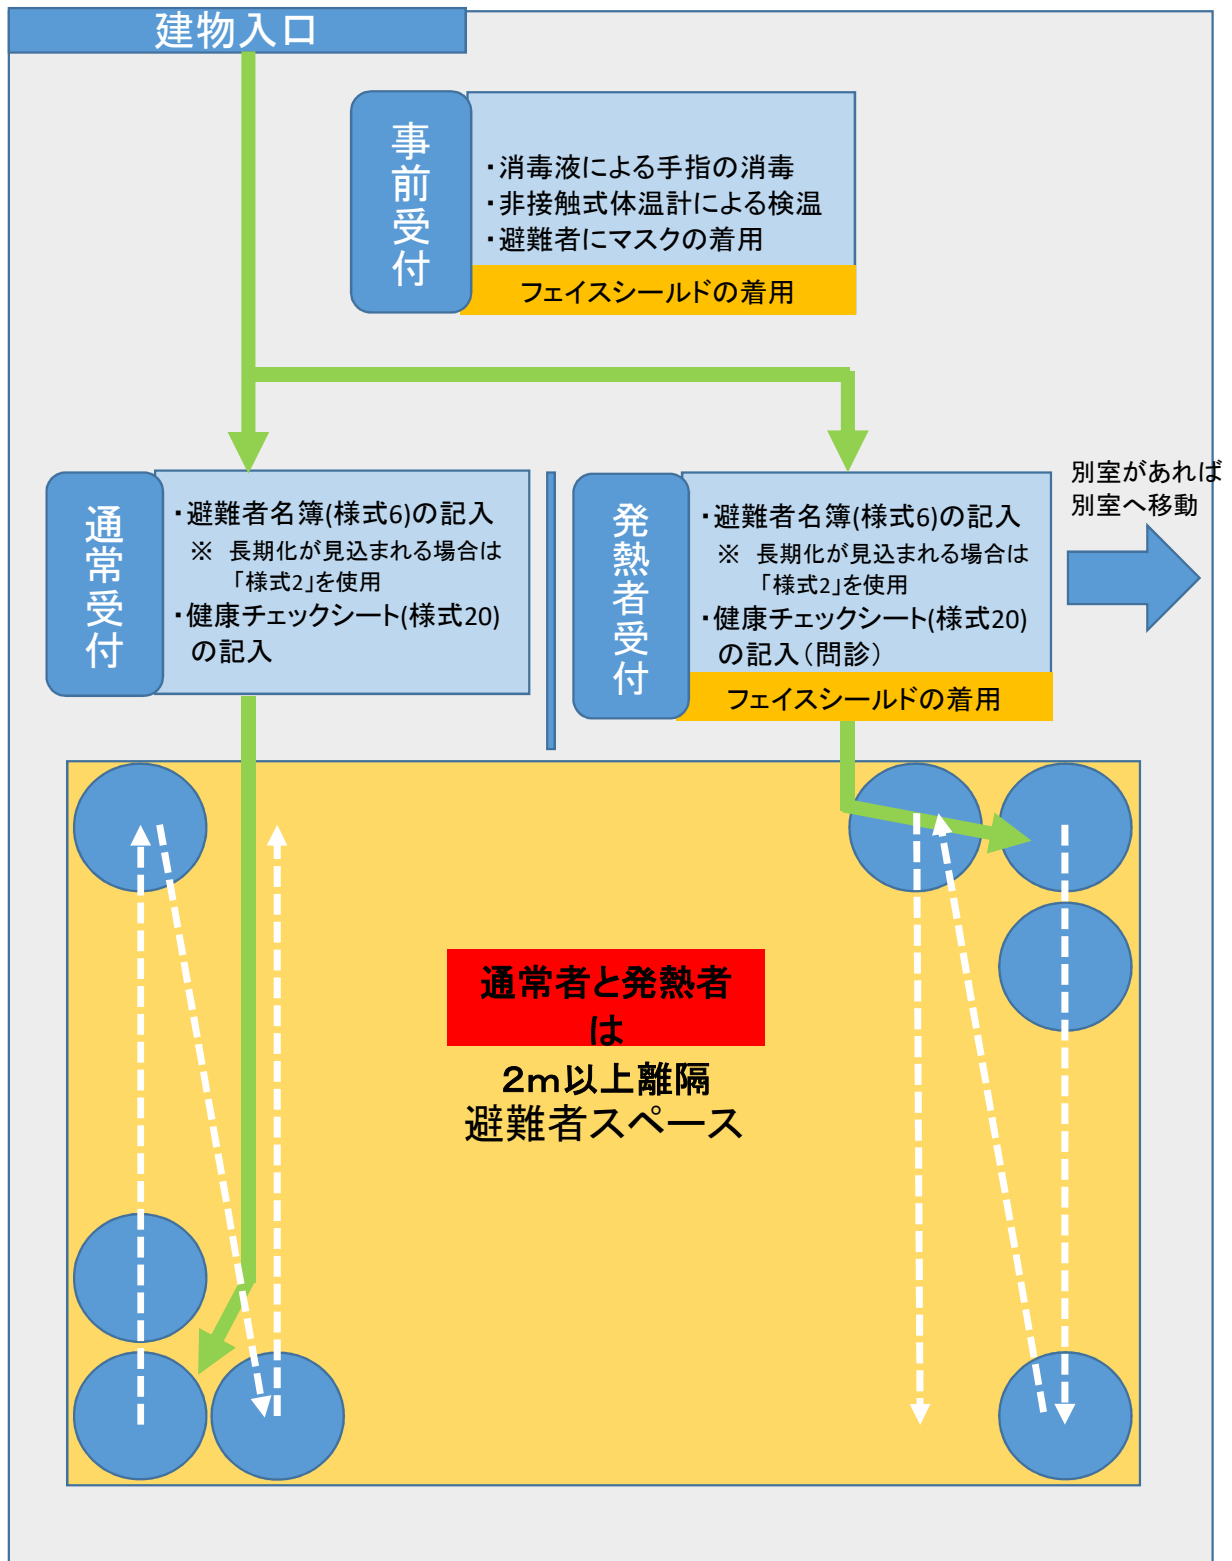 建物入口
事前受付
・消毒液による手指の消毒
・非接触式体温計による検温
・避難者にマスクの着用
フェイスシールドの着用
通常受付
・避難者名簿(様式6)の記入
※ 長期化が見込まれる場合は
「様式2」を使用
・健康チェックシート(様式20)
の記入
発熱者受付
・避難者名簿(様式6)の記入
※ 長期化が見込まれる場合は
「様式2」を使用
・健康チェックシート(様式20)
の記入(問診)
フェイスシールドの着用
別室があれば
別室へ移動
通常者と発熱者
は
2m以上離隔
避難者スペース